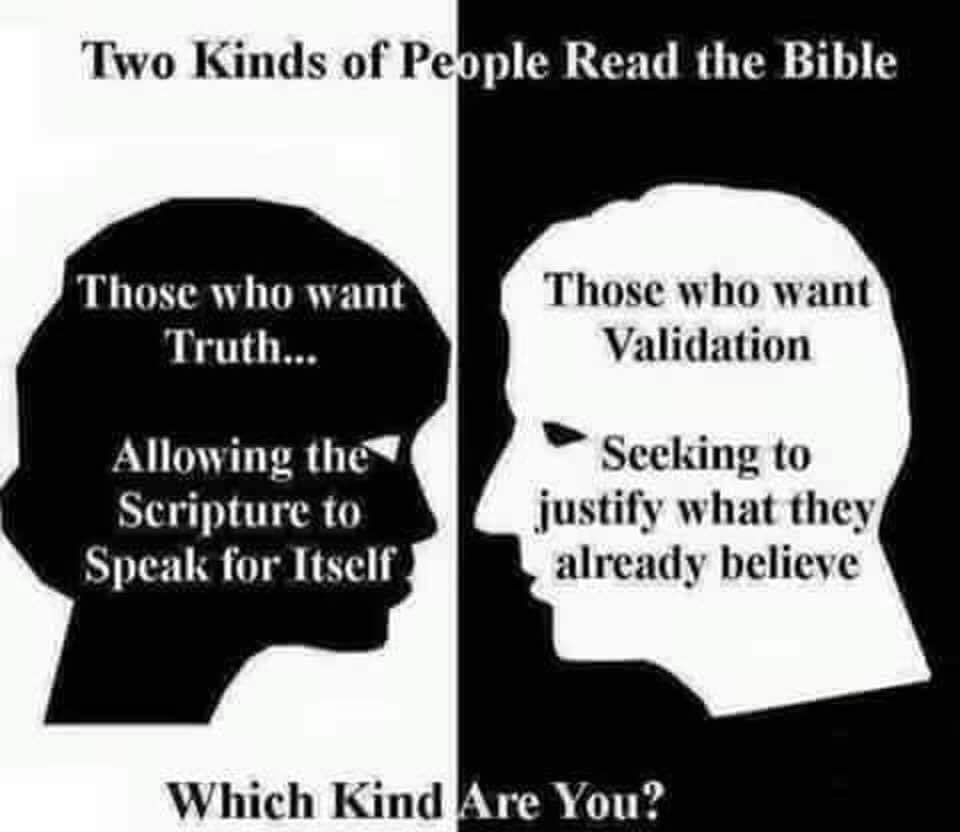 Two Kinds of People Read the Bible
Those who want
Truth...
Allowing the
Scripture to
Speak for Itself
Those who want
Validation
Seeking to
justify what they
already believe
Which Kind Are You?